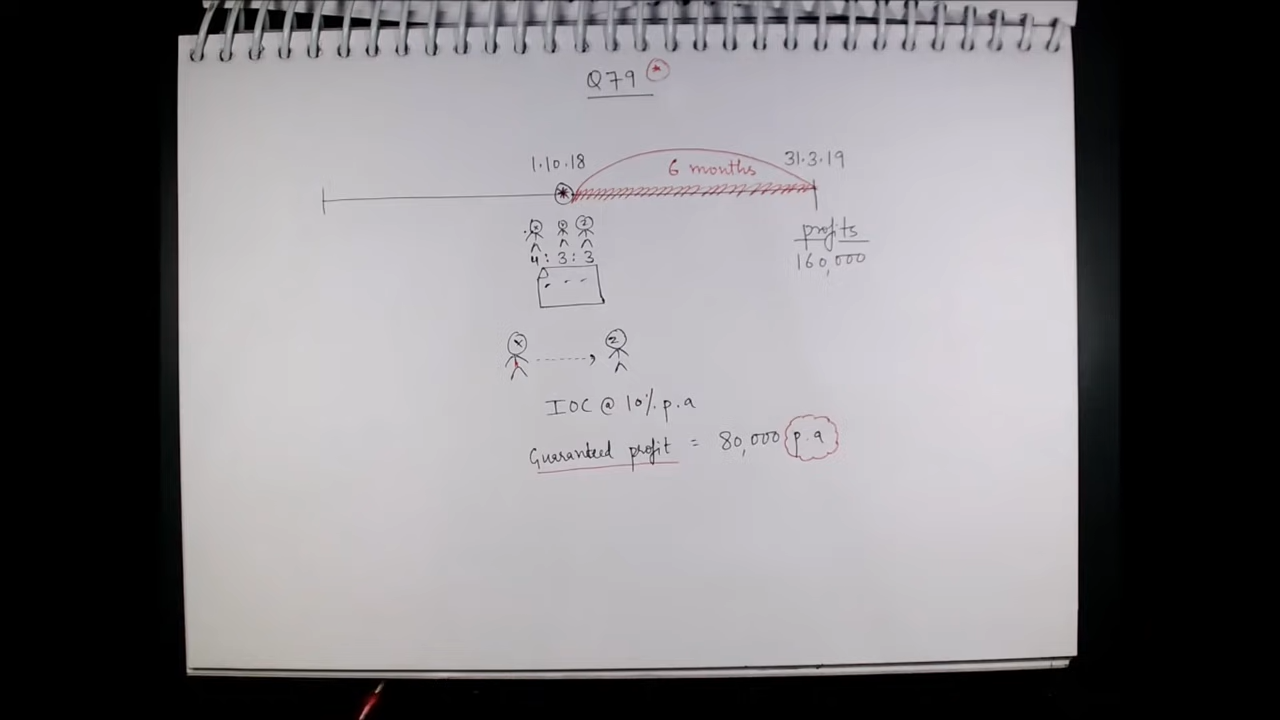 Q79 *
1.10.18 6 months 31.3.19
*
profits
160,000
4 : 3 : 3
X 2
IOC @ 10% p.a
Guaranteed profit = 80,000 p.a